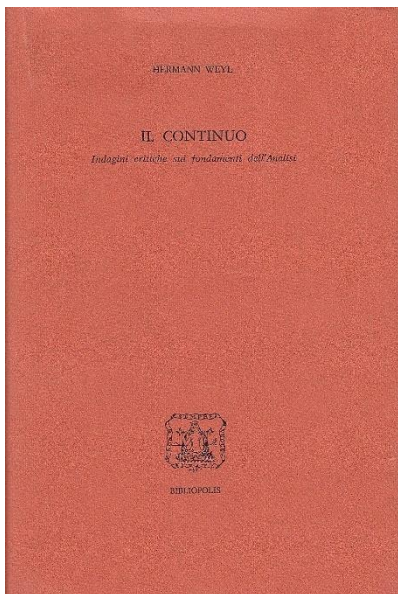 HERMANN WEYL
IL CONTINUO
Indagini critiche sui fondamenti dell'Analisi
BIBLIOPOLIS